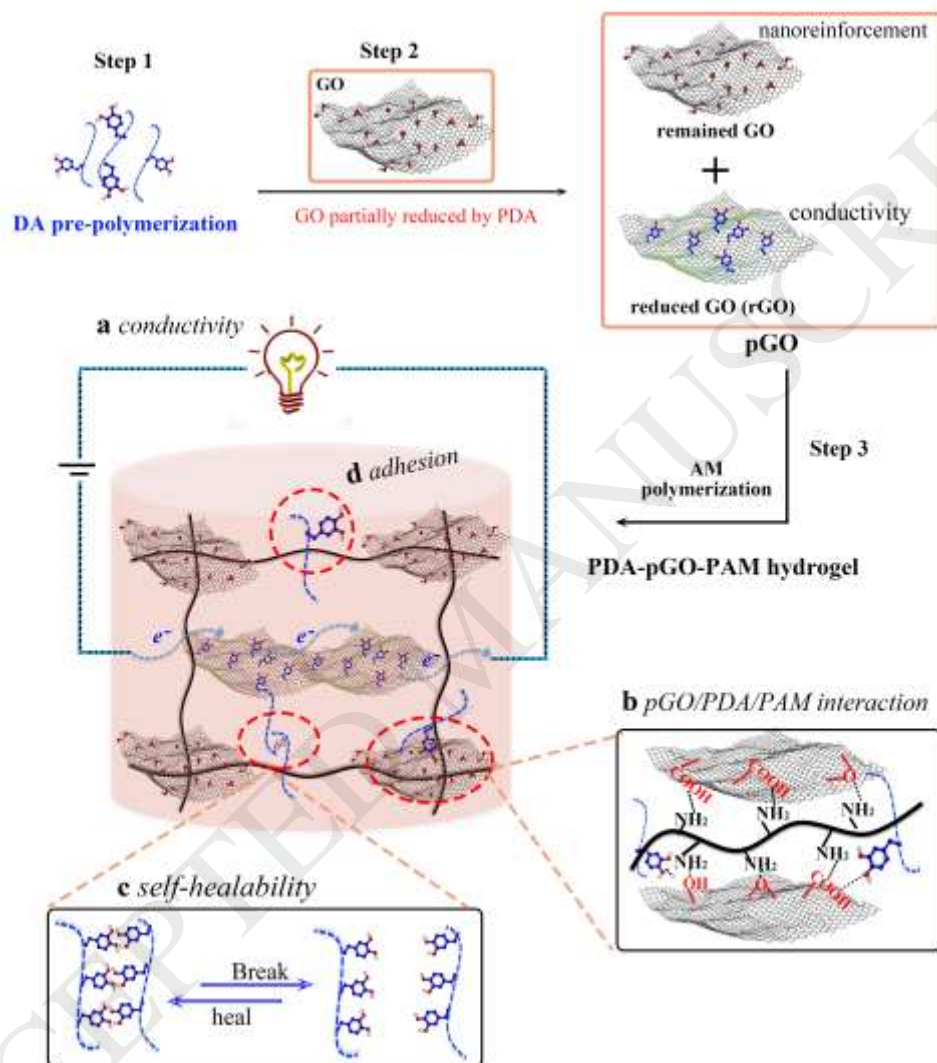 Step 1
DA pre-polymerization
Step 2
GO
GO partially reduced by PDA
nanoreinforcement
remained GO
+
conductivity
reduced GO (rGO)
pGO
Step 3
AM
polymerization
PDA-pGO-PAM hydrogel
a conductivity
d adhesion
e-
e-
e-
b pGO/PDA/PAM interaction
COOH
COOH
O
NH2
NH2
NH2
NH2
NH2
NH2
OH
O
COOH
c self-healability
Break
heal
ACCEPTED MANUSCRI